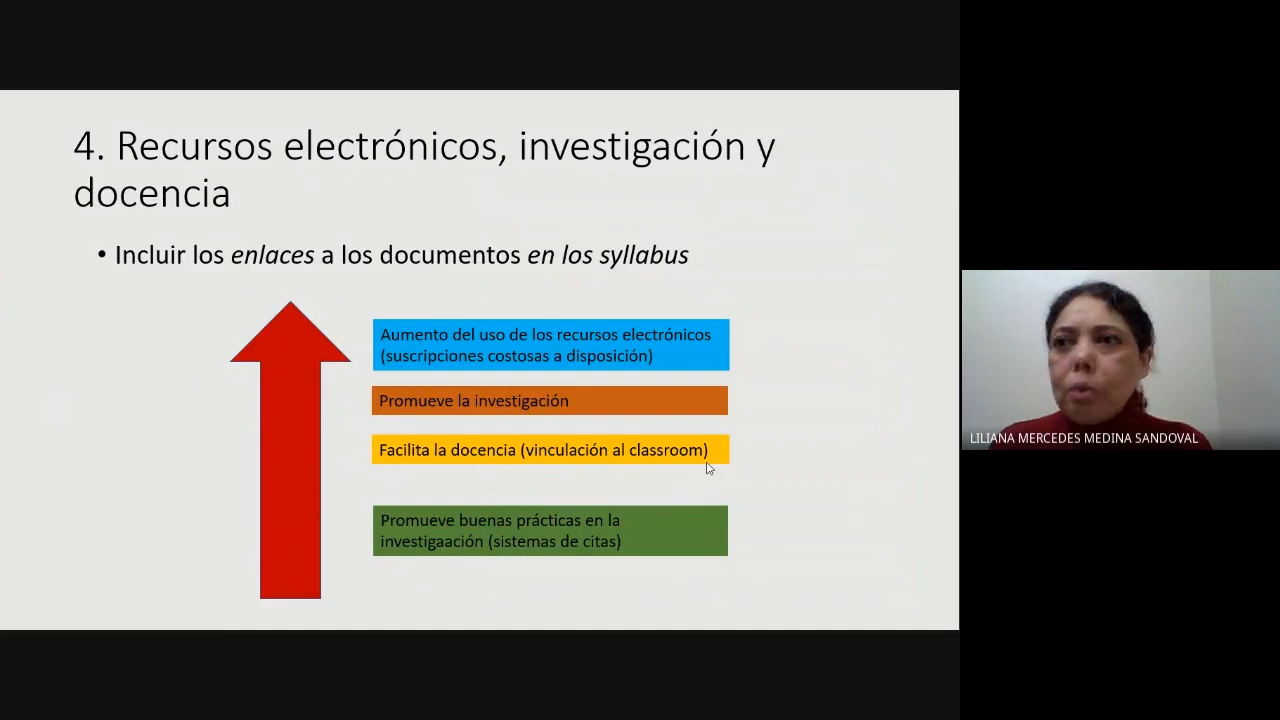 4. Recursos electrónicos, investigación y
docencia
• Incluir los enlaces a los documentos en los syllabus
Aumento del uso de los recursos electrónicos
(suscripciones costosas a disposición)
Promueve la investigación
Facilita la docencia (vinculación al classroom)
Promueve buenas prácticas en la
investigaación (sistemas de citas)
LILIANA MERCEDES MEDINA SANDOVAL